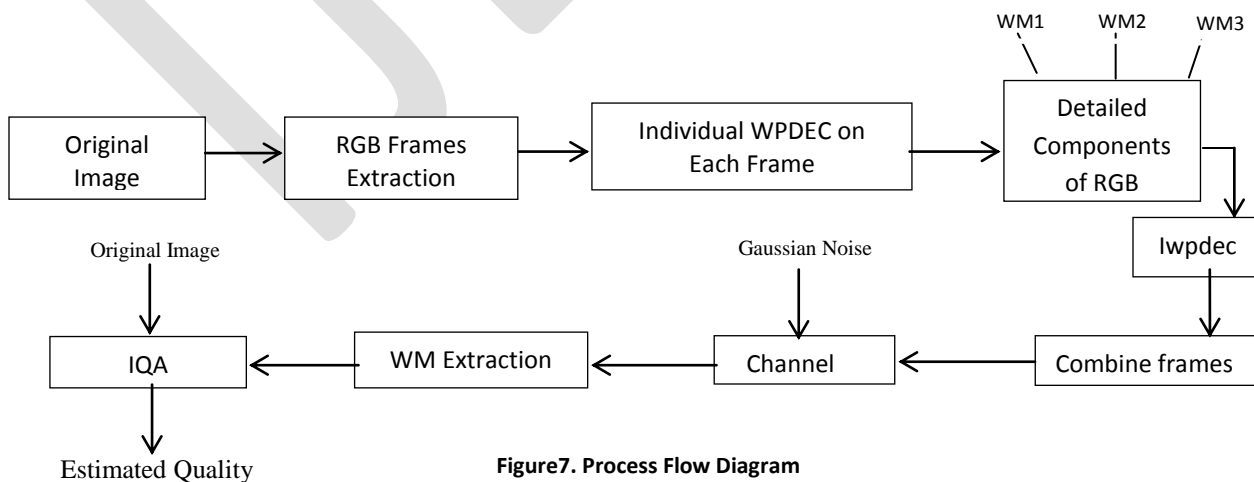 WM1 WM2 WM3
Original
Image
RGB Frames
Extraction
Individual WPDEC on
Each Frame
Detailed
Components
of RGB
Iwpdec
Combine frames
Gaussian Noise
Channel
WM Extraction
Original Image
IQA
Estimated Quality
Figure7. Process Flow Diagram